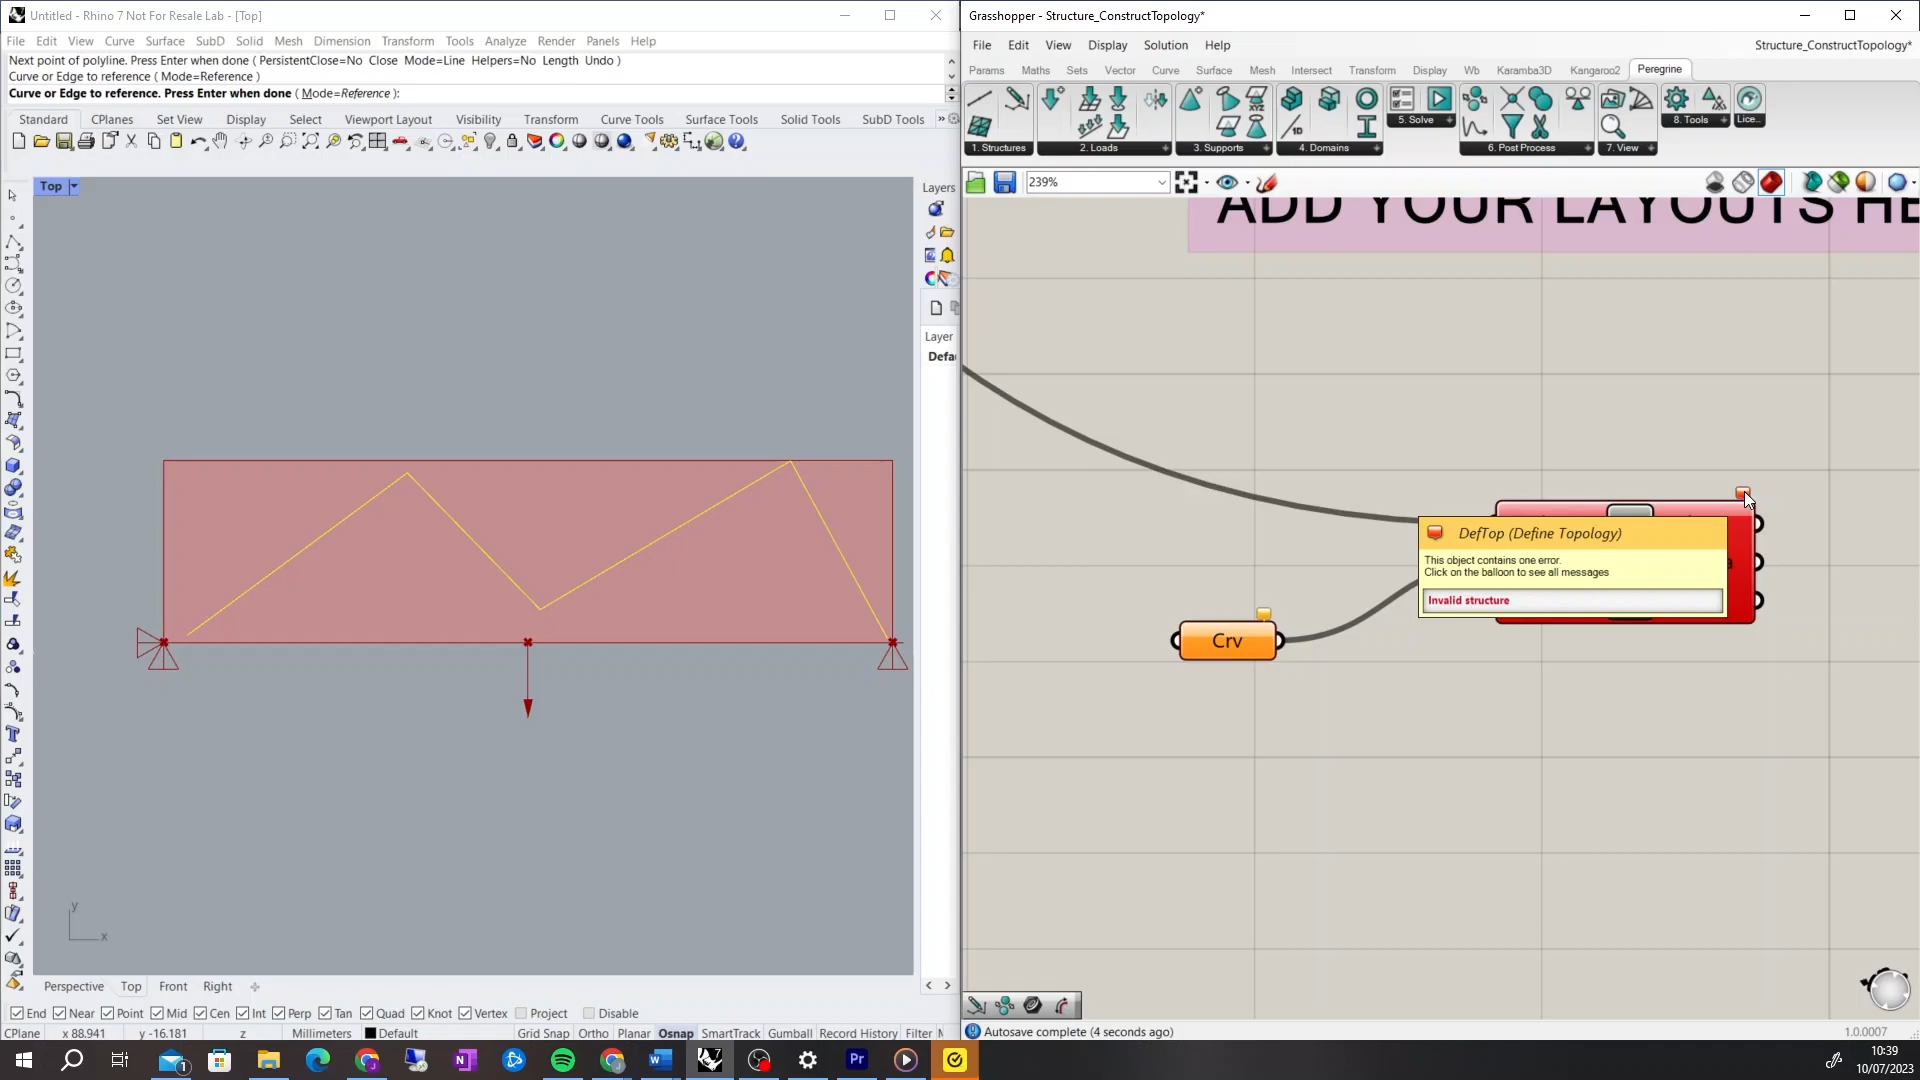 Untitled - Rhino 7 Not For Resale Lab - [Top]
File Edit View Curve Surface SubD Solid Mesh Dimension Transform Tools Analyze Render Panels Help
Next point of polyline. Press Enter when done ( PersistentClose=No Close Mode=Line Helpers=No Length Undo )
Curve or Edge to reference ( Mode=Reference )
Curve or Edge to reference. Press Enter when done ( Mode=Reference ):
Standard CPlanes Set View Display Select Viewport Layout Visibility Transform Curve Tools Surface Tools Solid Tools SubD Tools »
Top
Layers
Layer
Defau
y
x
Perspective Top Front Right
End Near Point Mid Cen Int Perp Tan Quad Knot Vertex Project Disable
CPlane x 88.941 y -16.181 z Millimeters Default Grid Snap Ortho Planar Osnap SmartTrack Gumball Record History Filter
Grasshopper - Structure_ConstructTopology*
File Edit View Display Solution Help
Structure_ConstructTopology*
Params Maths Sets Vector Curve Surface Mesh Intersect Transform Display Wb Karamba3D Kangaroo2 Peregrine
1. Structures 2. Loads 3. Supports 4. Domains 5. Solve 6. Post Process 7. View 8. Tools Lice...
239%
ADD YOUR LAYOUTS HE
DefTop (Define Topology)
This object contains one error.
Click on the balloon to see all messages
Invalid structure
Crv
Autosave complete (4 seconds ago)
1.0.0007
10:39
10/07/2023